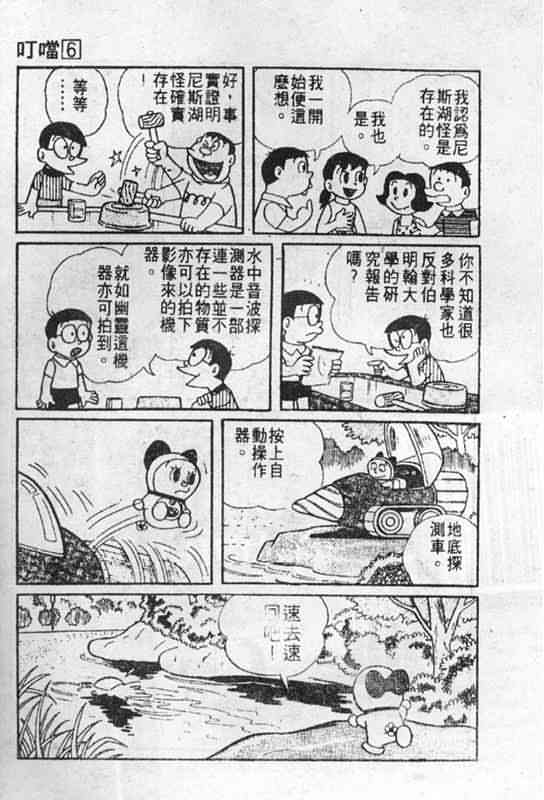 叮噹6
我認為尼
斯湖怪是
存在的。
我也
是。
我一開
始便這
麼想。
好，事
實證明
尼斯湖
怪確實
存在
！
等等
……
你不知道很
多科學家也
反對伯
明翰大
學的研
究報告
嗎？
水中音波探
測器是一部
連一些並不
存在的物質
亦可以拍下
影像來的機
器。
就如幽靈這機
器亦可拍到。
地底探
測車。
按上自
動操作
器。
速去速
回吧！